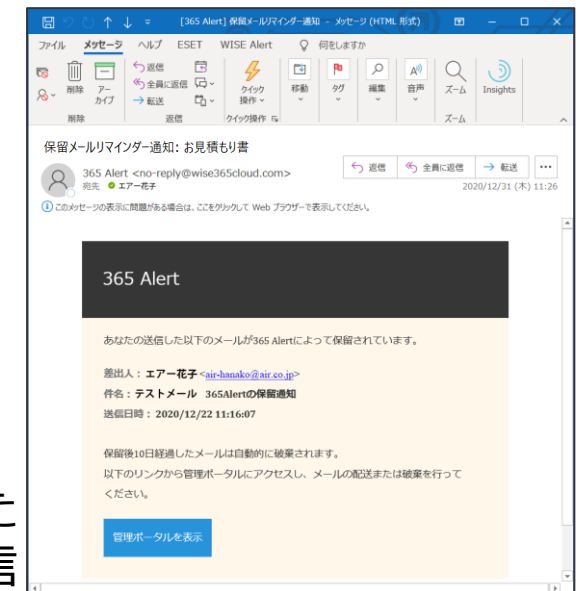 [365 Alert] 保留メールリマインダー通知 - メッセージ (HTML 形式)
ファイル メッセージ ヘルプ ESET WISE Alert 何をしますか
削除 アーカイブ 返信 全員に返信 転送 クイック操作 移動 タグ 編集 音声 ズーム Insights
削除 返信 クイック操作 ズーム
保留メールリマインダー通知: お見積もり書
365 Alert <no-reply@wise365cloud.com>
宛先 エアー花子
返信 全員に返信 転送 ...
2020/12/31 (木) 11:26
このメッセージの表示に問題がある場合は、ここをクリックして Web ブラウザーで表示してください。
365 Alert
あなたの送信した以下のメールが365 Alertによって保留されています。
差出人：エアー花子<air-hanako@air.co.jp>
件名：テストメール 365Alertの保留通知
送信日時：2020/12/22 11:16:07
保留後10日経過したメールは自動的に破棄されます。
以下のリンクから管理ポータルにアクセスし、メールの配送または破棄を行って
ください。
管理ポータルを表示
た
信